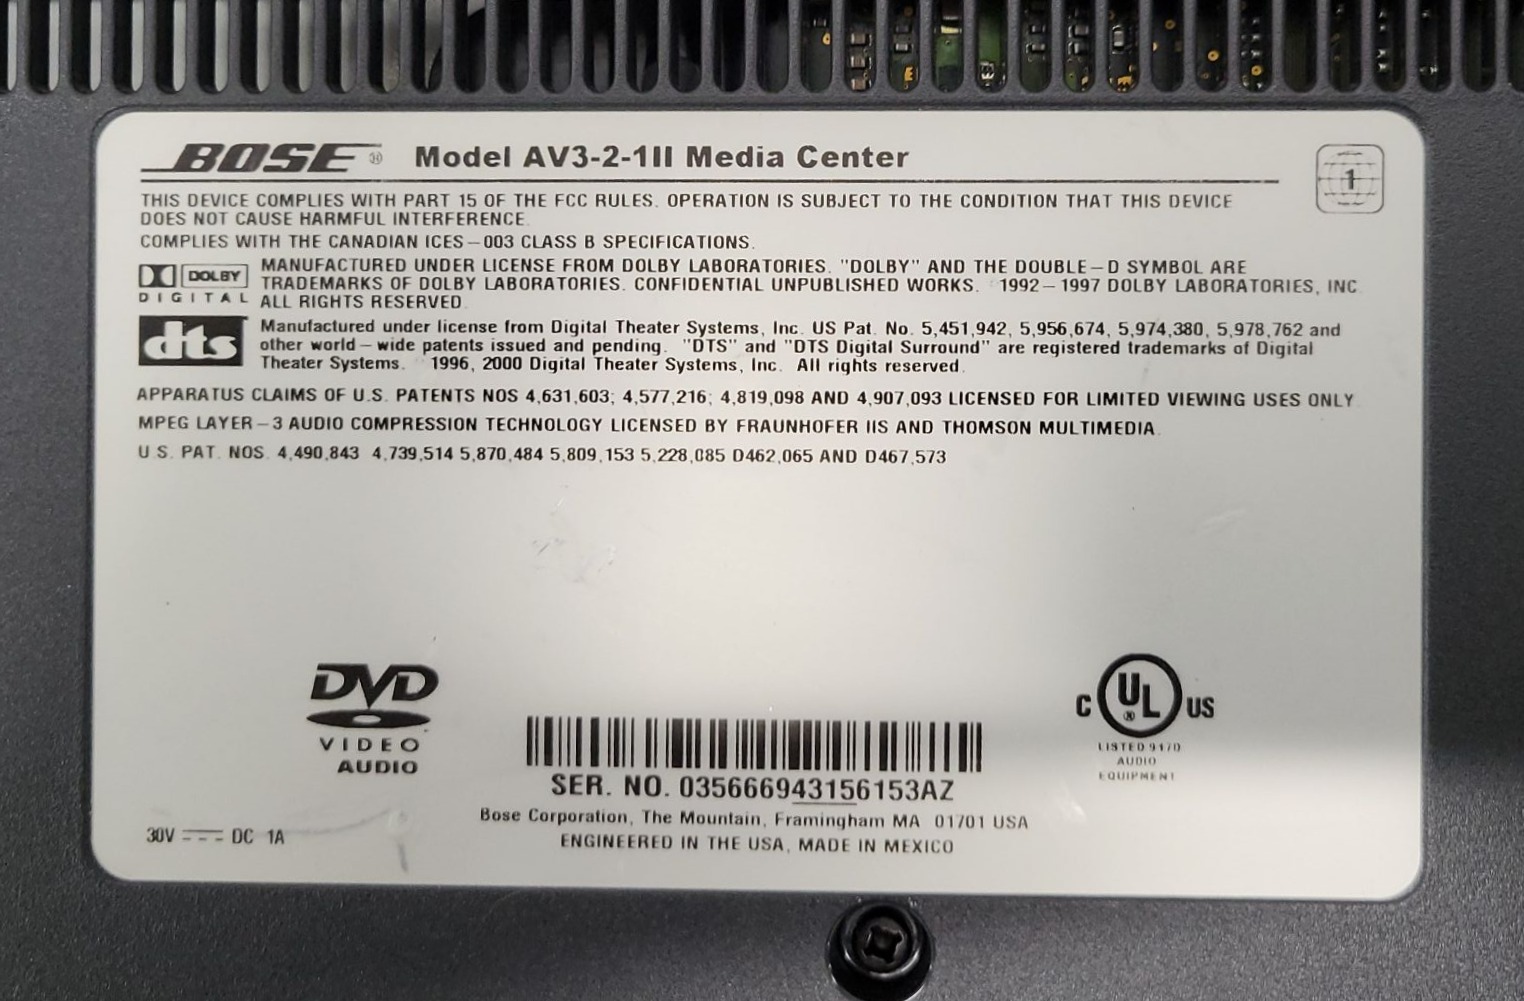 BOSE® Model AV3-2-1II Media Center
1
THIS DEVICE COMPLIES WITH PART 15 OF THE FCC RULES. OPERATION IS SUBJECT TO THE CONDITION THAT THIS DEVICE
DOES NOT CAUSE HARMFUL INTERFERENCE.
COMPLIES WITH THE CANADIAN ICES-003 CLASS B SPECIFICATIONS.
DOLBY
DIGITAL
MANUFACTURED UNDER LICENSE FROM DOLBY LABORATORIES. "DOLBY" AND THE DOUBLE-D SYMBOL ARE
TRADEMARKS OF DOLBY LABORATORIES. CONFIDENTIAL UNPUBLISHED WORKS. 1992-1997 DOLBY LABORATORIES, INC
ALL RIGHTS RESERVED.
dts
Manufactured under license from Digital Theater Systems, Inc. US Pat. No. 5,451,942, 5,956,674, 5,974,380, 5,978,762 and
other world-wide patents issued and pending. "DTS" and "DTS Digital Surround" are registered trademarks of Digital
Theater Systems. 1996, 2000 Digital Theater Systems, Inc. All rights reserved.
APPARATUS CLAIMS OF U.S. PATENTS NOS 4,631,603; 4,577,216; 4,819,098 AND 4,907,093 LICENSED FOR LIMITED VIEWING USES ONLY
MPEG LAYER-3 AUDIO COMPRESSION TECHNOLOGY LICENSED BY FRAUNHOFER IIS AND THOMSON MULTIMEDIA.
U.S. PAT. NOS. 4,490,843 4,739,514 5,870,484 5,809,153 5,228,085 D462,065 AND D467,573
DVD
VIDEO
AUDIO
C UL® US
LISTED 917D
AUDIO
EQUIPMENT
SER. NO. 035666943156153AZ
Bose Corporation, The Mountain, Framingham MA 01701 USA
ENGINEERED IN THE USA, MADE IN MEXICO
30V DC 1A